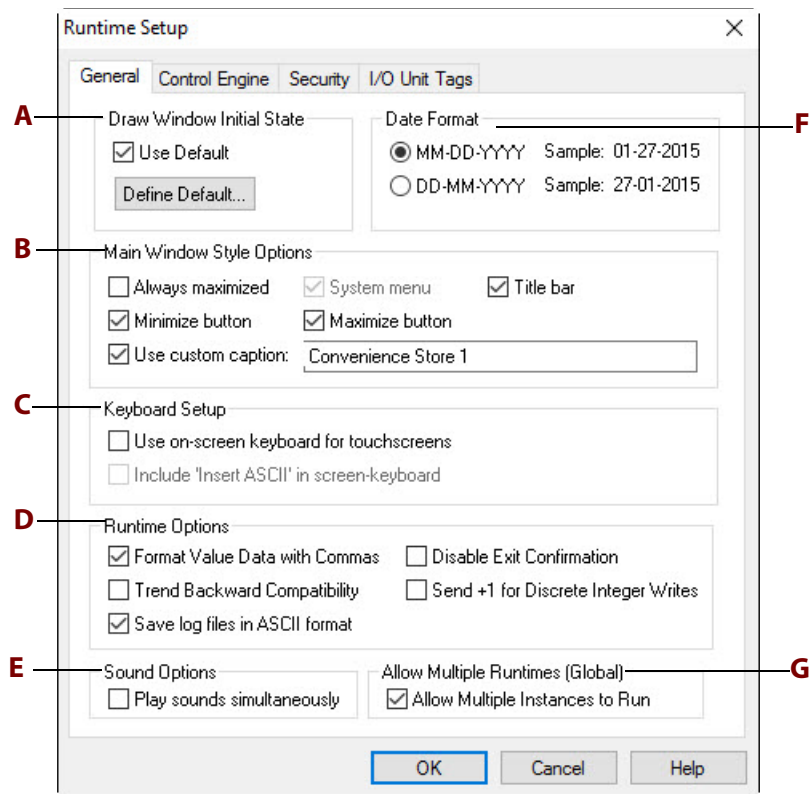 Runtime Setup
General Control Engine Security I/O Unit Tags
A Draw Window Initial State Date Format F
Use Default MM-DD-YYYY Sample: 01-27-2015
Define Default... DD-MM-YYYY Sample: 27-01-2015
B Main Window Style Options
Always maximized System menu Title bar
Minimize button Maximize button
Use custom caption: Convenience Store 1
C Keyboard Setup
Use on-screen keyboard for touchscreens
Include 'Insert ASCII' in screen-keyboard
D Runtime Options
Format Value Data with Commas Disable Exit Confirmation
Trend Backward Compatibility Send +1 for Discrete Integer Writes
Save log files in ASCII format
E Sound Options Allow Multiple Runtimes (Global) G
Play sounds simultaneously Allow Multiple Instances to Run
OK Cancel Help